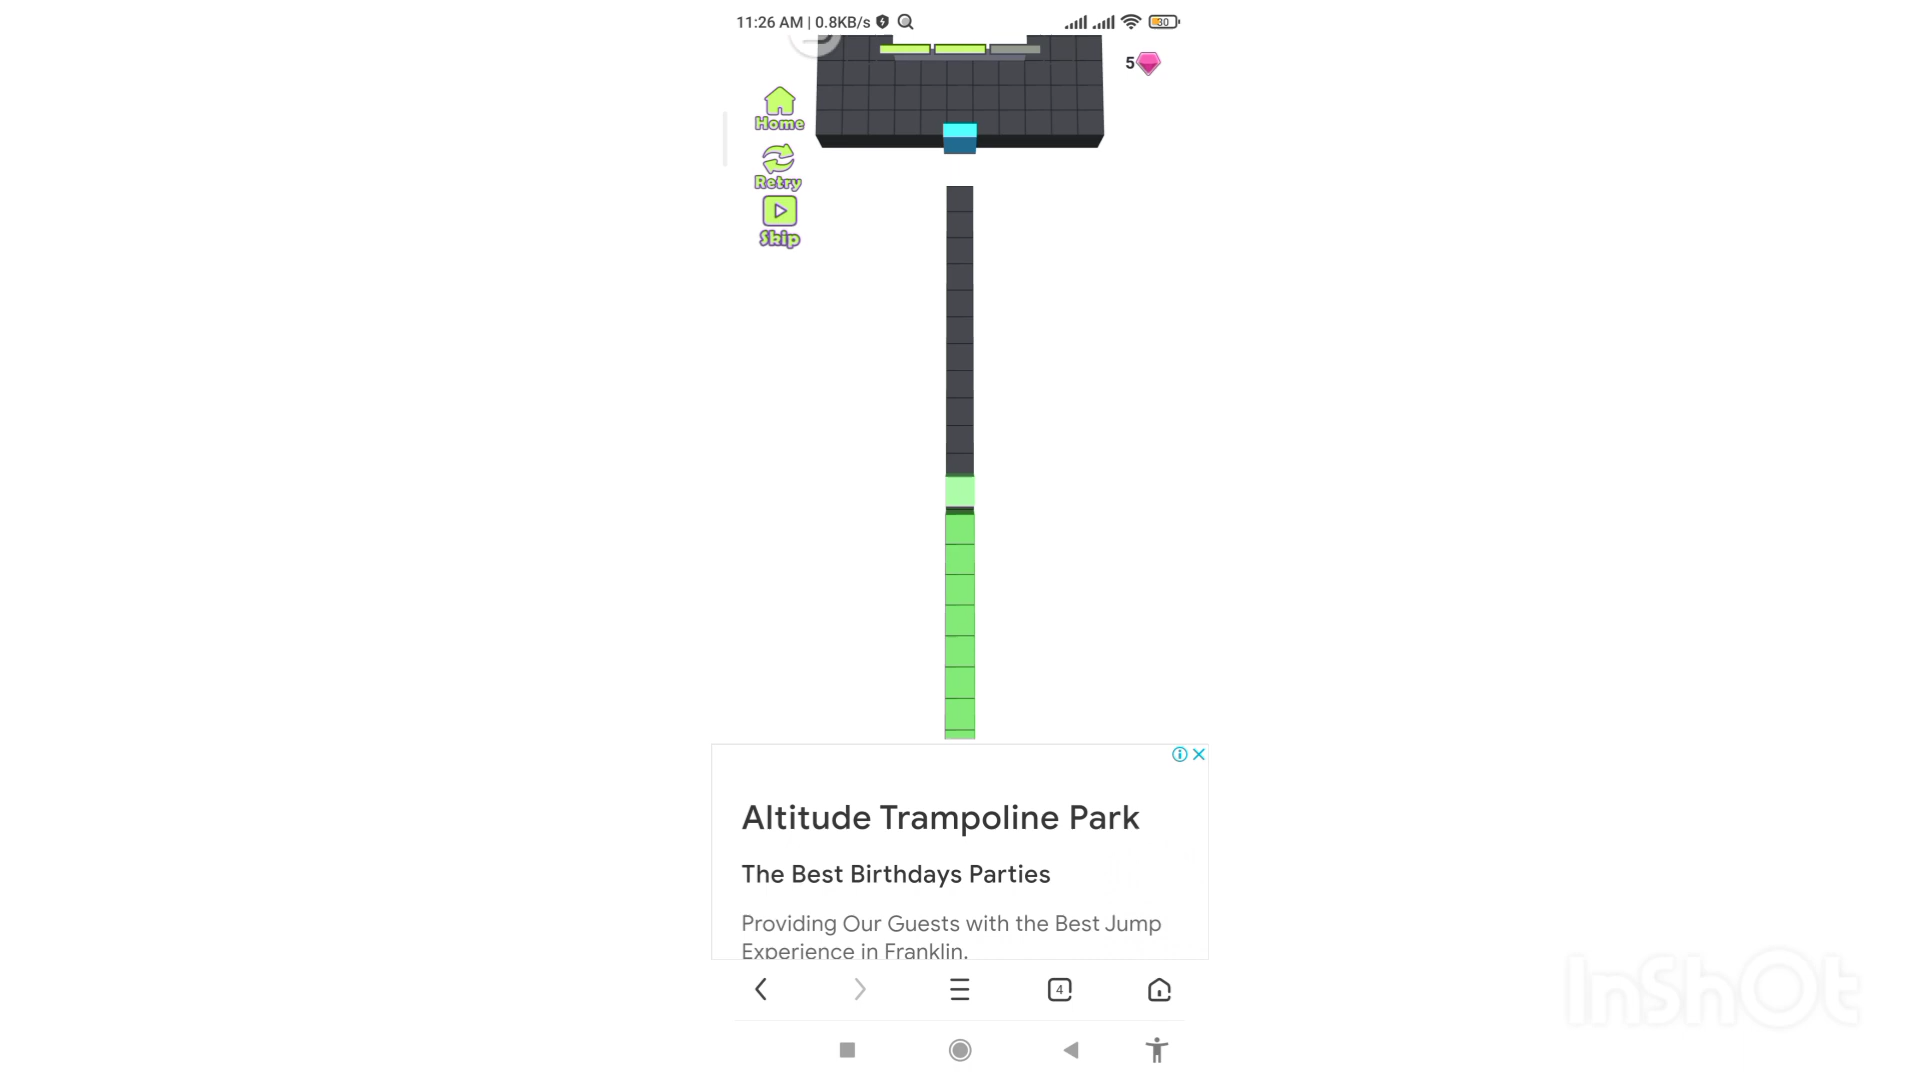 11:26 AM | 0.8KB/s
30
5
Home
Retry
Skip
Altitude Trampoline Park
The Best Birthdays Parties
Providing Our Guests with the Best Jump
Experience in Franklin.
4
InShOt